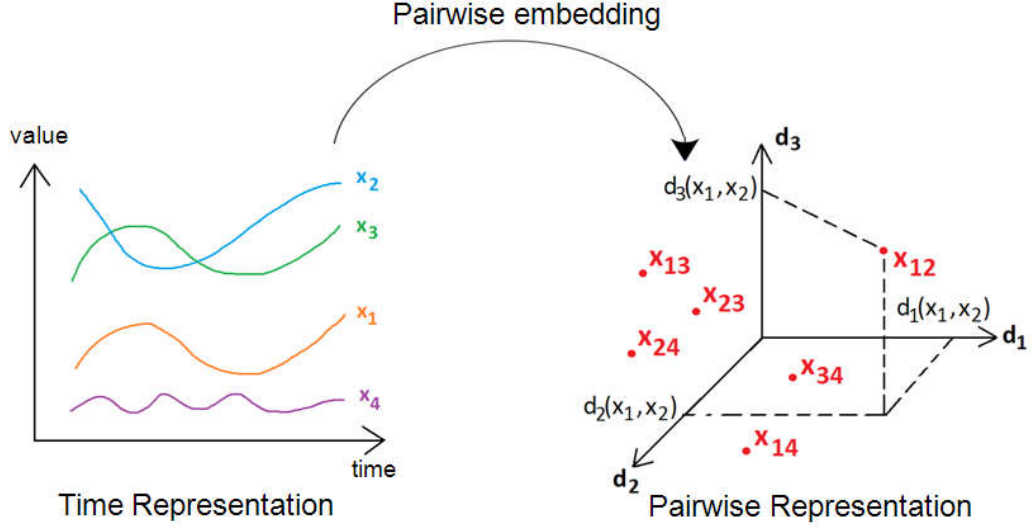 Pairwise embedding
value
x₂
x₃
x₁
x₄
time
Time Representation
d₃
d₃(x₁,x₂)
x₁₂
x₁₃
x₂₃
d₁(x₁,x₂)
d₁
x₂₄
x₃₄
d₂(x₁,x₂)
x₁₄
d₂
Pairwise Representation